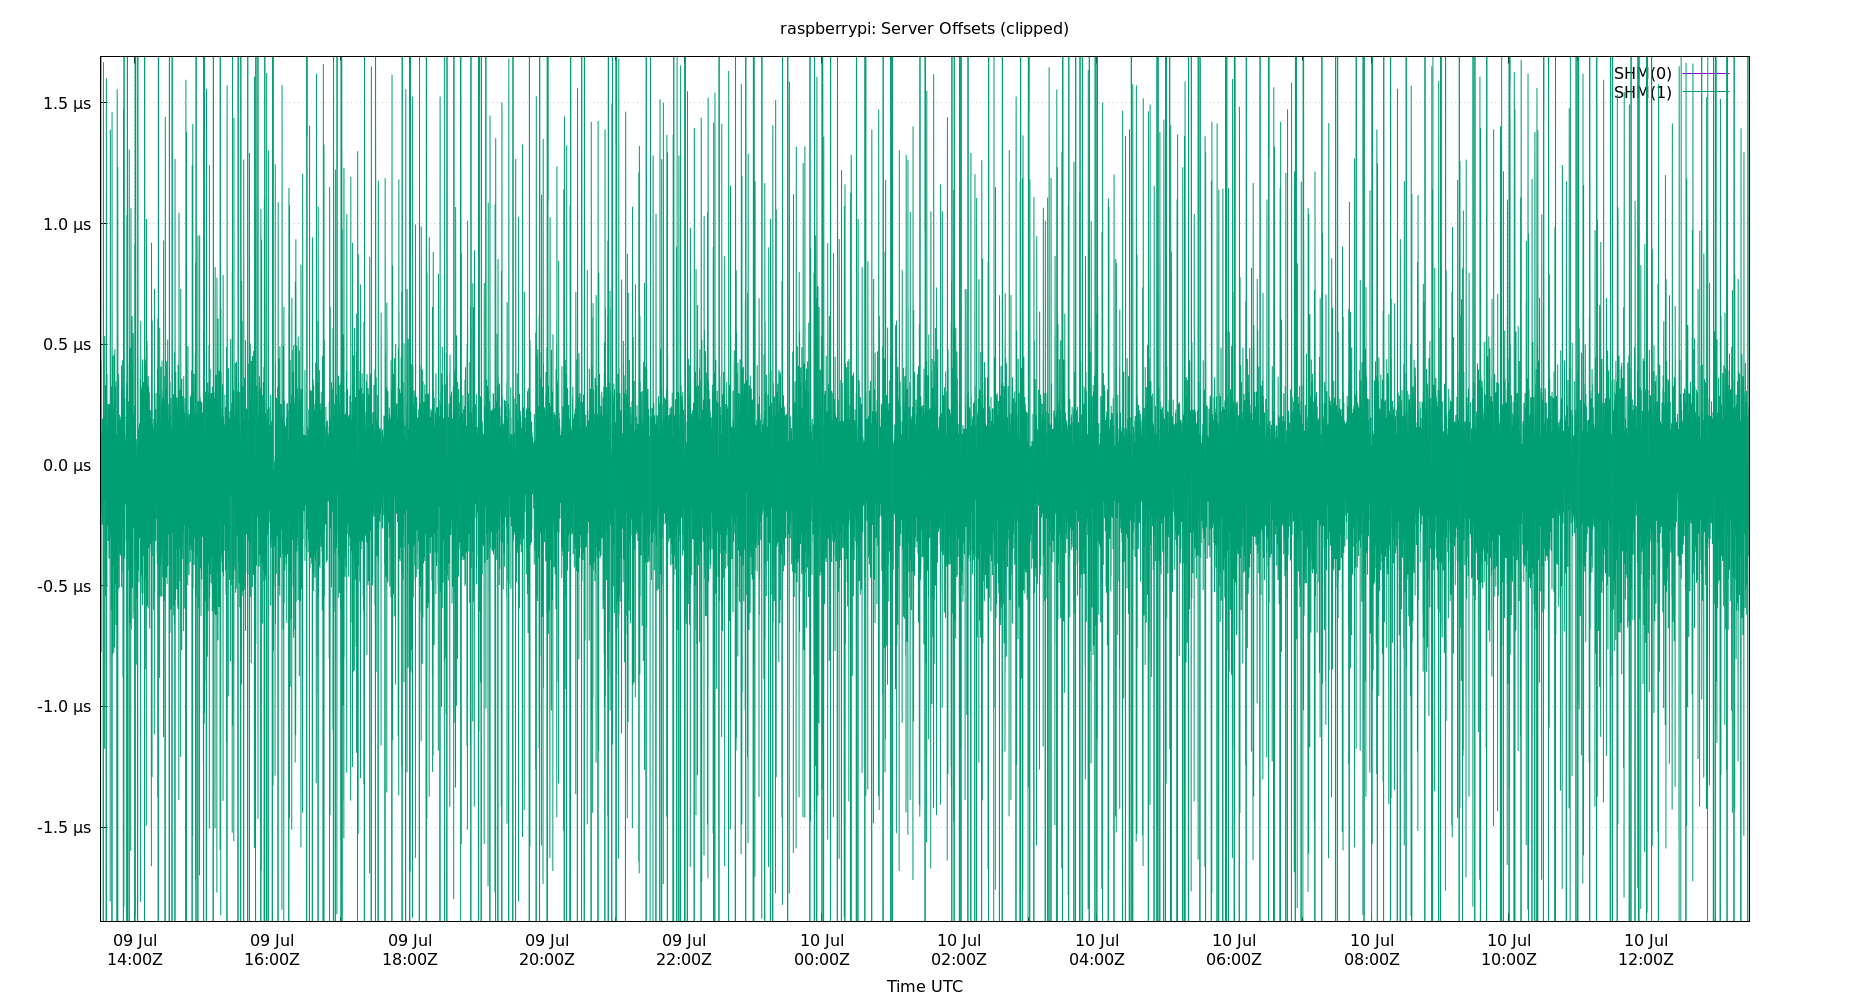 raspberrypi: Server Offsets (clipped)
SHM(0)
SHM(1)
1.5 µs
1.0 µs
0.5 µs
0.0 µs
-0.5 µs
-1.0 µs
-1.5 µs
09 Jul 09 Jul 09 Jul 09 Jul 09 Jul 10 Jul 10 Jul 10 Jul 10 Jul 10 Jul 10 Jul 10 Jul
14:00Z 16:00Z 18:00Z 20:00Z 22:00Z 00:00Z 02:00Z 04:00Z 06:00Z 08:00Z 10:00Z 12:00Z
Time UTC